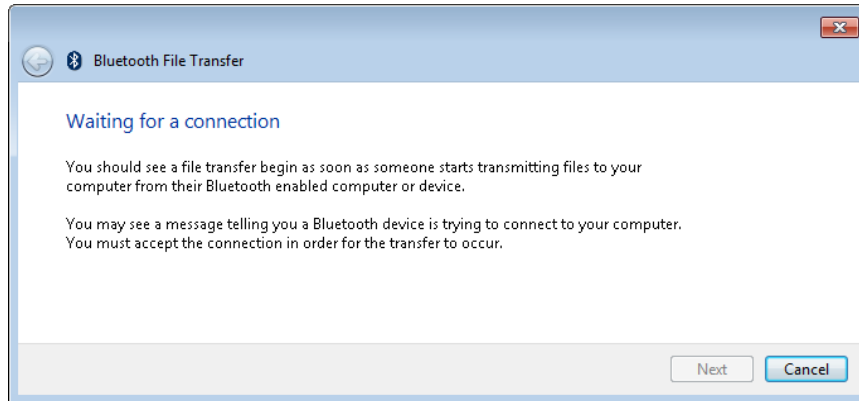 Bluetooth File Transfer
Waiting for a connection
You should see a file transfer begin as soon as someone starts transmitting files to your
computer from their Bluetooth enabled computer or device.
You may see a message telling you a Bluetooth device is trying to connect to your computer.
You must accept the connection in order for the transfer to occur.
Next Cancel